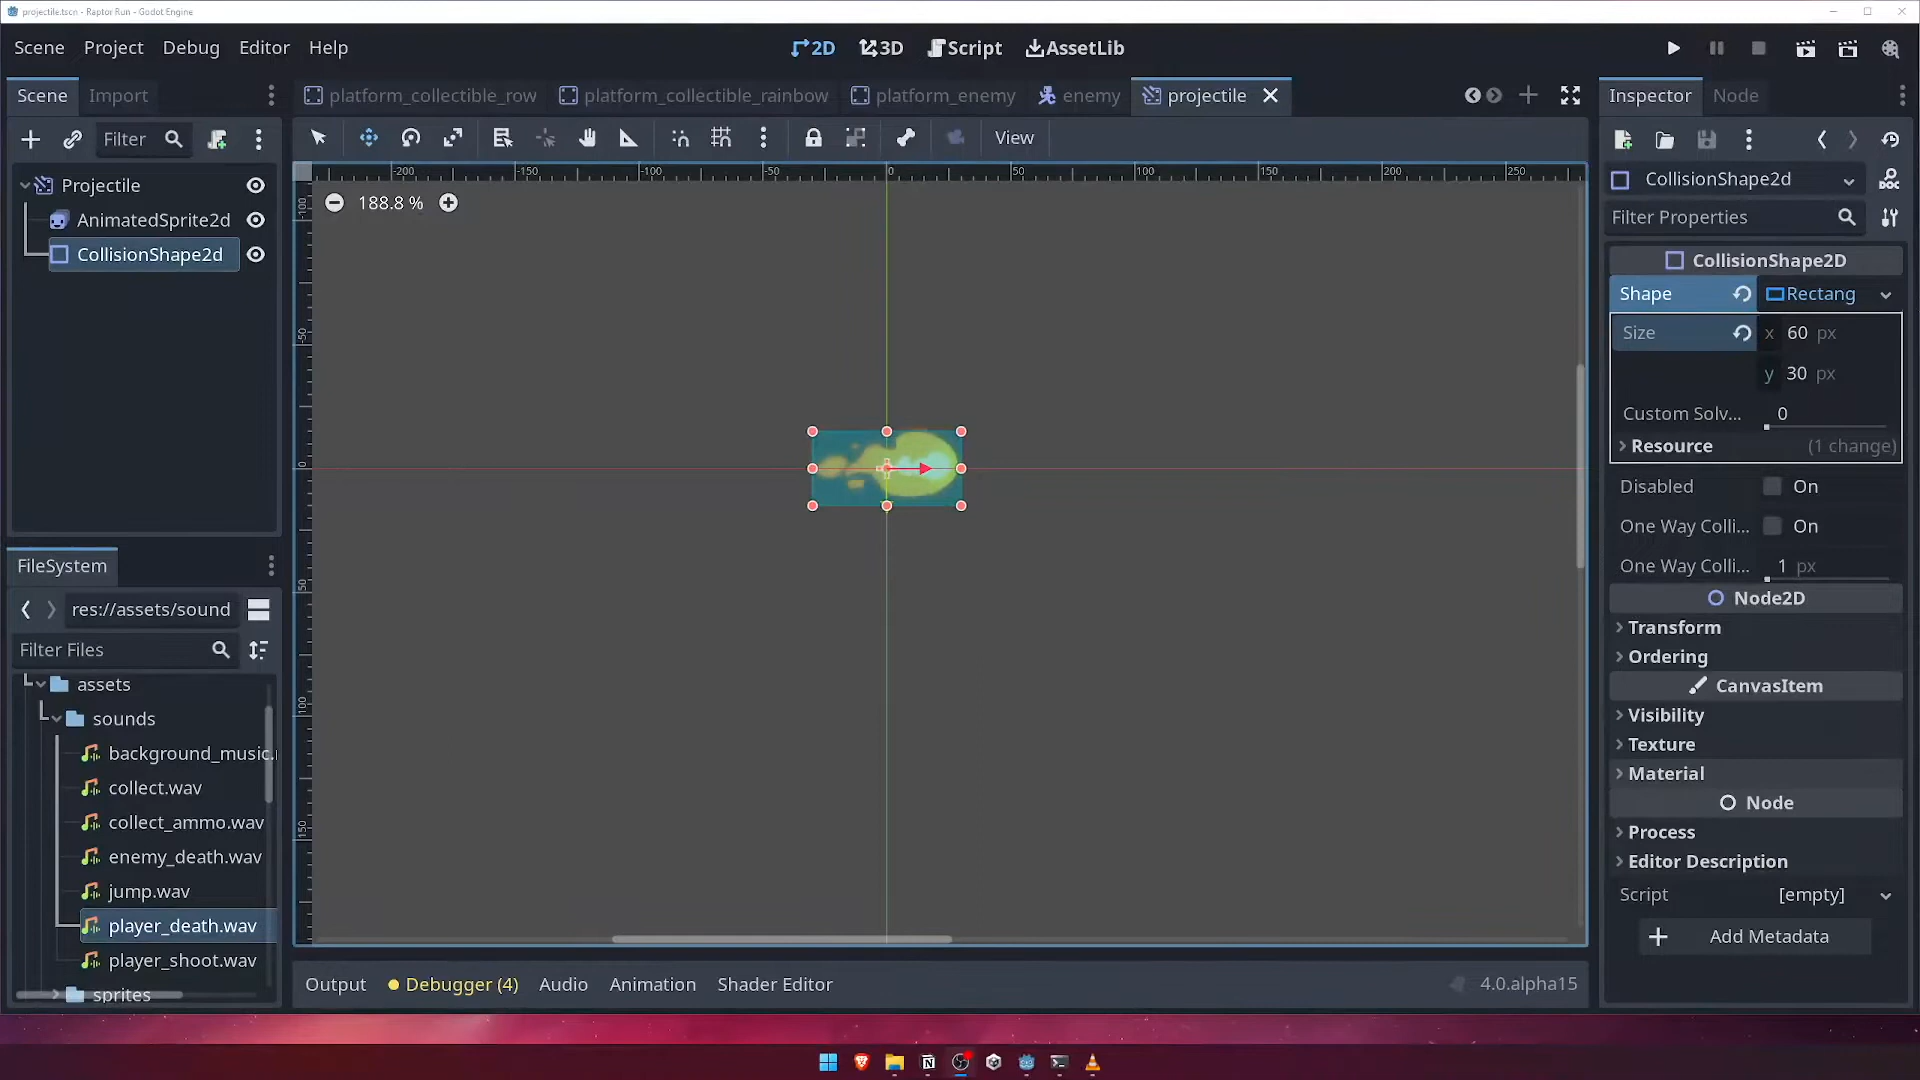 projectile.tscn - Raptor Run - Godot Engine
Scene Project Debug Editor Help
2D 3D Script AssetLib
Scene Import
platform_collectible_row platform_collectible_rainbow platform_enemy enemy projectile
Inspector Node
Filter
View
Projectile
AnimatedSprite2d
CollisionShape2d
-200 -150 -100 -50 0 50 100 150 200 250
188.8 %
-100
-50
0
50
100
150
CollisionShape2d
Filter Properties
CollisionShape2D
Shape Rectang
Size x 60 px
y 30 px
Custom Solv... 0
Resource (1 change)
Disabled On
One Way Colli... On
One Way Colli... 1 px
Node2D
Transform
Ordering
CanvasItem
Visibility
Texture
Material
Node
Process
Editor Description
Script [empty]
Add Metadata
FileSystem
res://assets/sound
Filter Files
assets
sounds
background_music.
collect.wav
collect_ammo.wav
enemy_death.wav
jump.wav
player_death.wav
player_shoot.wav
sprites
Output Debugger (4) Audio Animation Shader Editor
4.0.alpha15